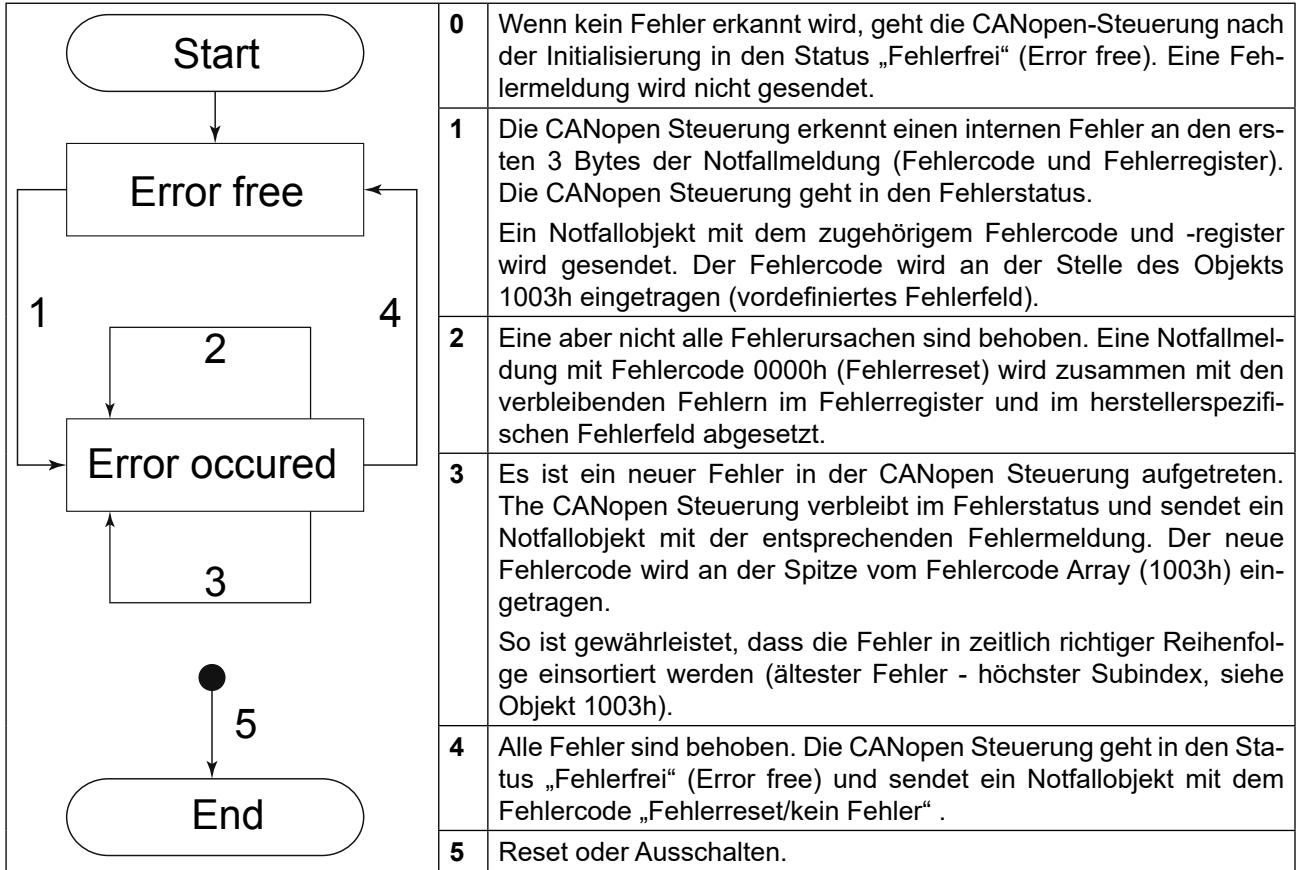 Start
Error free
1
4
2
Error occured
3
5
End
0 Wenn kein Fehler erkannt wird, geht die CANopen-Steuerung nach
der Initialisierung in den Status „Fehlerfrei“ (Error free). Eine Feh-
lermeldung wird nicht gesendet.
1 Die CANopen Steuerung erkennt einen internen Fehler an den ers-
ten 3 Bytes der Notfallmeldung (Fehlercode und Fehlerregister).
Die CANopen Steuerung geht in den Fehlerstatus.
Ein Notfallobjekt mit dem zugehörigem Fehlercode und -register
wird gesendet. Der Fehlercode wird an der Stelle des Objekts
1003h eingetragen (vordefiniertes Fehlerfeld).
2 Eine aber nicht alle Fehlerursachen sind behoben. Eine Notfallmel-
dung mit Fehlercode 0000h (Fehlerreset) wird zusammen mit den
verbleibenden Fehlern im Fehlerregister und im herstellerspezifi-
schen Fehlerfeld abgesetzt.
3 Es ist ein neuer Fehler in der CANopen Steuerung aufgetreten.
The CANopen Steuerung verbleibt im Fehlerstatus und sendet ein
Notfallobjekt mit der entsprechenden Fehlermeldung. Der neue
Fehlercode wird an der Spitze vom Fehlercode Array (1003h) ein-
getragen.
So ist gewährleistet, dass die Fehler in zeitlich richtiger Reihenfol-
ge einsortiert werden (ältester Fehler - höchster Subindex, siehe
Objekt 1003h).
4 Alle Fehler sind behoben. Die CANopen Steuerung geht in den Sta-
tus „Fehlerfrei“ (Error free) und sendet ein Notfallobjekt mit dem
Fehlercode „Fehlerreset/kein Fehler“ .
5 Reset oder Ausschalten.